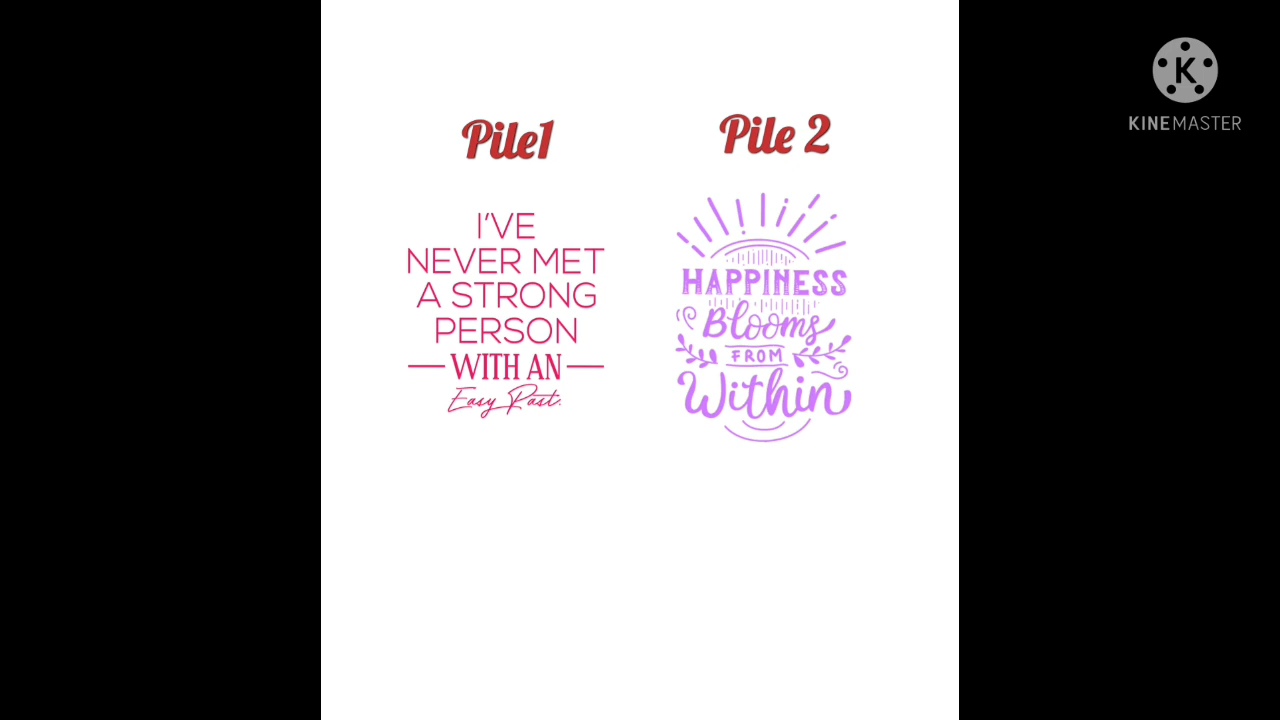 Pile1
I'VE
NEVER MET
A STRONG
PERSON
WITH AN
Easy Past.
Pile 2
HAPPINESS
Blooms
FROM
Within
K
KINEMASTER